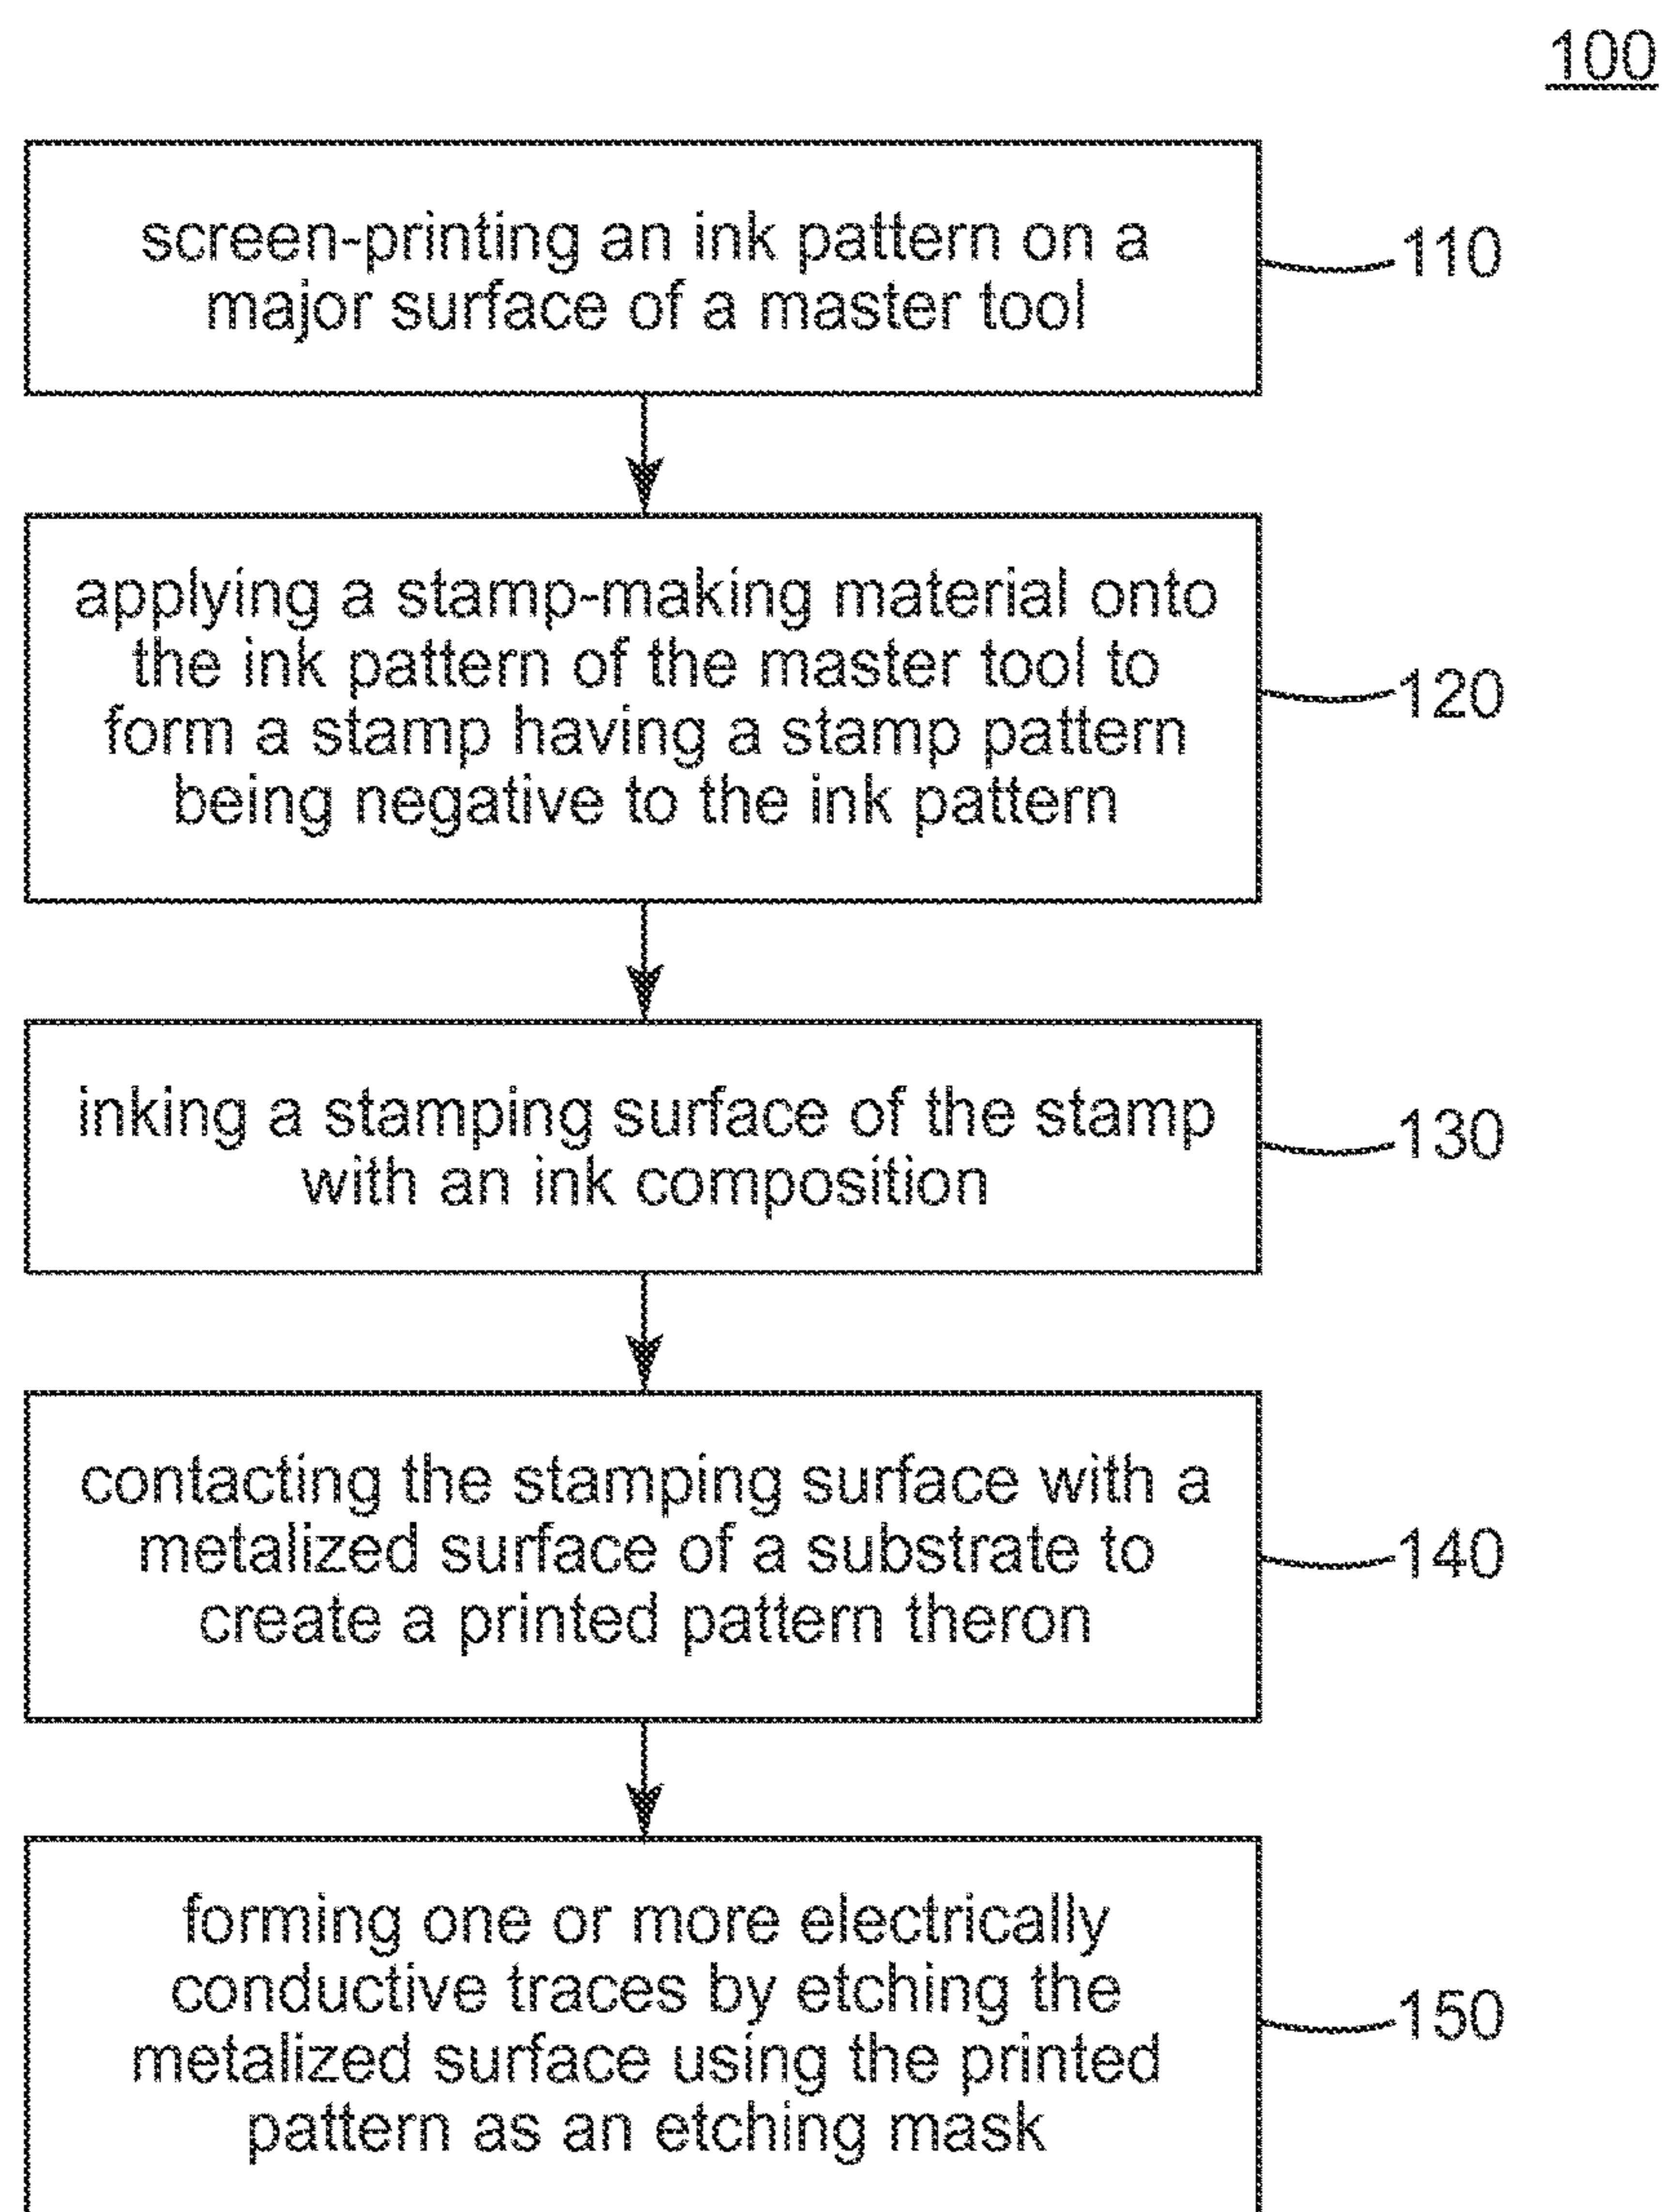 100
screen-printing an ink pattern on a
major surface of a master tool
110
applying a stamp-making material onto
the ink pattern of the master tool to
form a stamp having a stamp pattern
being negative to the ink pattern
120
inking a stamping surface of the stamp
with an ink composition
130
contacting the stamping surface with a
metalized surface of a substrate to
create a printed pattern theron
140
forming one or more electrically
conductive traces by etching the
metalized surface using the printed
pattern as an etching mask
150